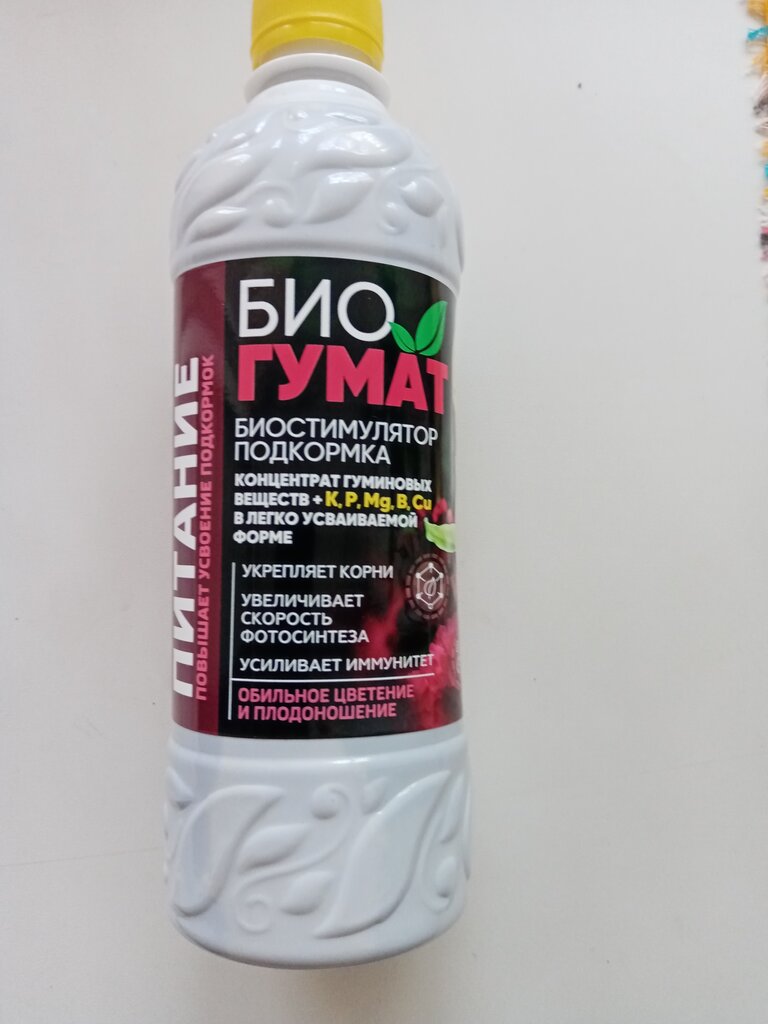 ПИТАНИЕ
ПОВЫШАЕТ УСВОЕНИЕ ПОДКОРМОК
БИО
ГУМАТ
БИОСТИМУЛЯТОР
ПОДКОРМКА
КОНЦЕНТРАТ ГУМИНОВЫХ
ВЕЩЕСТВ + K, P, Mg, B, Cu
В ЛЕГКО УСВАИВАЕМОЙ
ФОРМЕ
УКРЕПЛЯЕТ КОРНИ
УВЕЛИЧИВАЕТ
СКОРОСТЬ
ФОТОСИНТЕЗА
УСИЛИВАЕТ ИММУНИТЕТ
ОБИЛЬНОЕ ЦВЕТЕНИЕ
И ПЛОДОНОШЕНИЕ